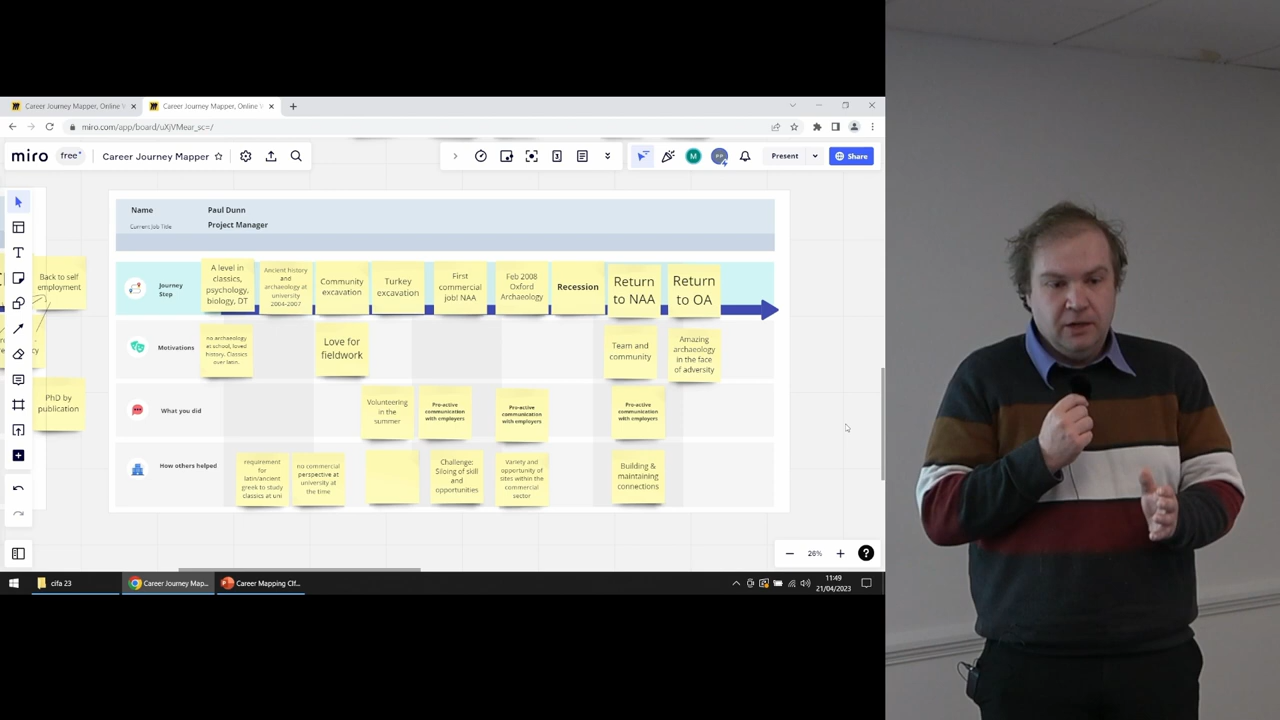 Career Journey Mapper, Online
Career Journey Mapper, Online
miro.com/app/board/uXjVMear_sc=/
miro
free
Career Journey Mapper
Present
Share
Name
Paul Dunn
Current Job Title
Project Manager
Back to self
employment
PhD by
publication
Journey
Step
A level in
classics,
psychology,
biology, DT
Ancient history
and
archaeology at
university
2004-2007
Community
excavation
Turkey
excavation
First
commercial
job! NAA
Feb 2008
Oxford
Archaeology
Recession
Return
to NAA
Return
to OA
Motivations
no archaeology
at school, loved
history. Classics
over latin.
Love for
fieldwork
Team and
community
Amazing
archaeology
in the face
of adversity
What you did
Volunteering
in the
summer
Pro-active
communication
with employers
Pro-active
communication
with employers
Pro-active
communication
with employers
How others helped
requirement
for
latin/ancient
greek to study
classics at uni
no commercial
perspective at
university at
the time
Challenge:
Siloing of skill
and
opportunities
Variety and
opportunity of
sites within the
commercial
sector
Building &
maintaining
connections
26%
cifa 23
Career Journey Map...
Career Mapping CIf...
11:49
21/04/2023